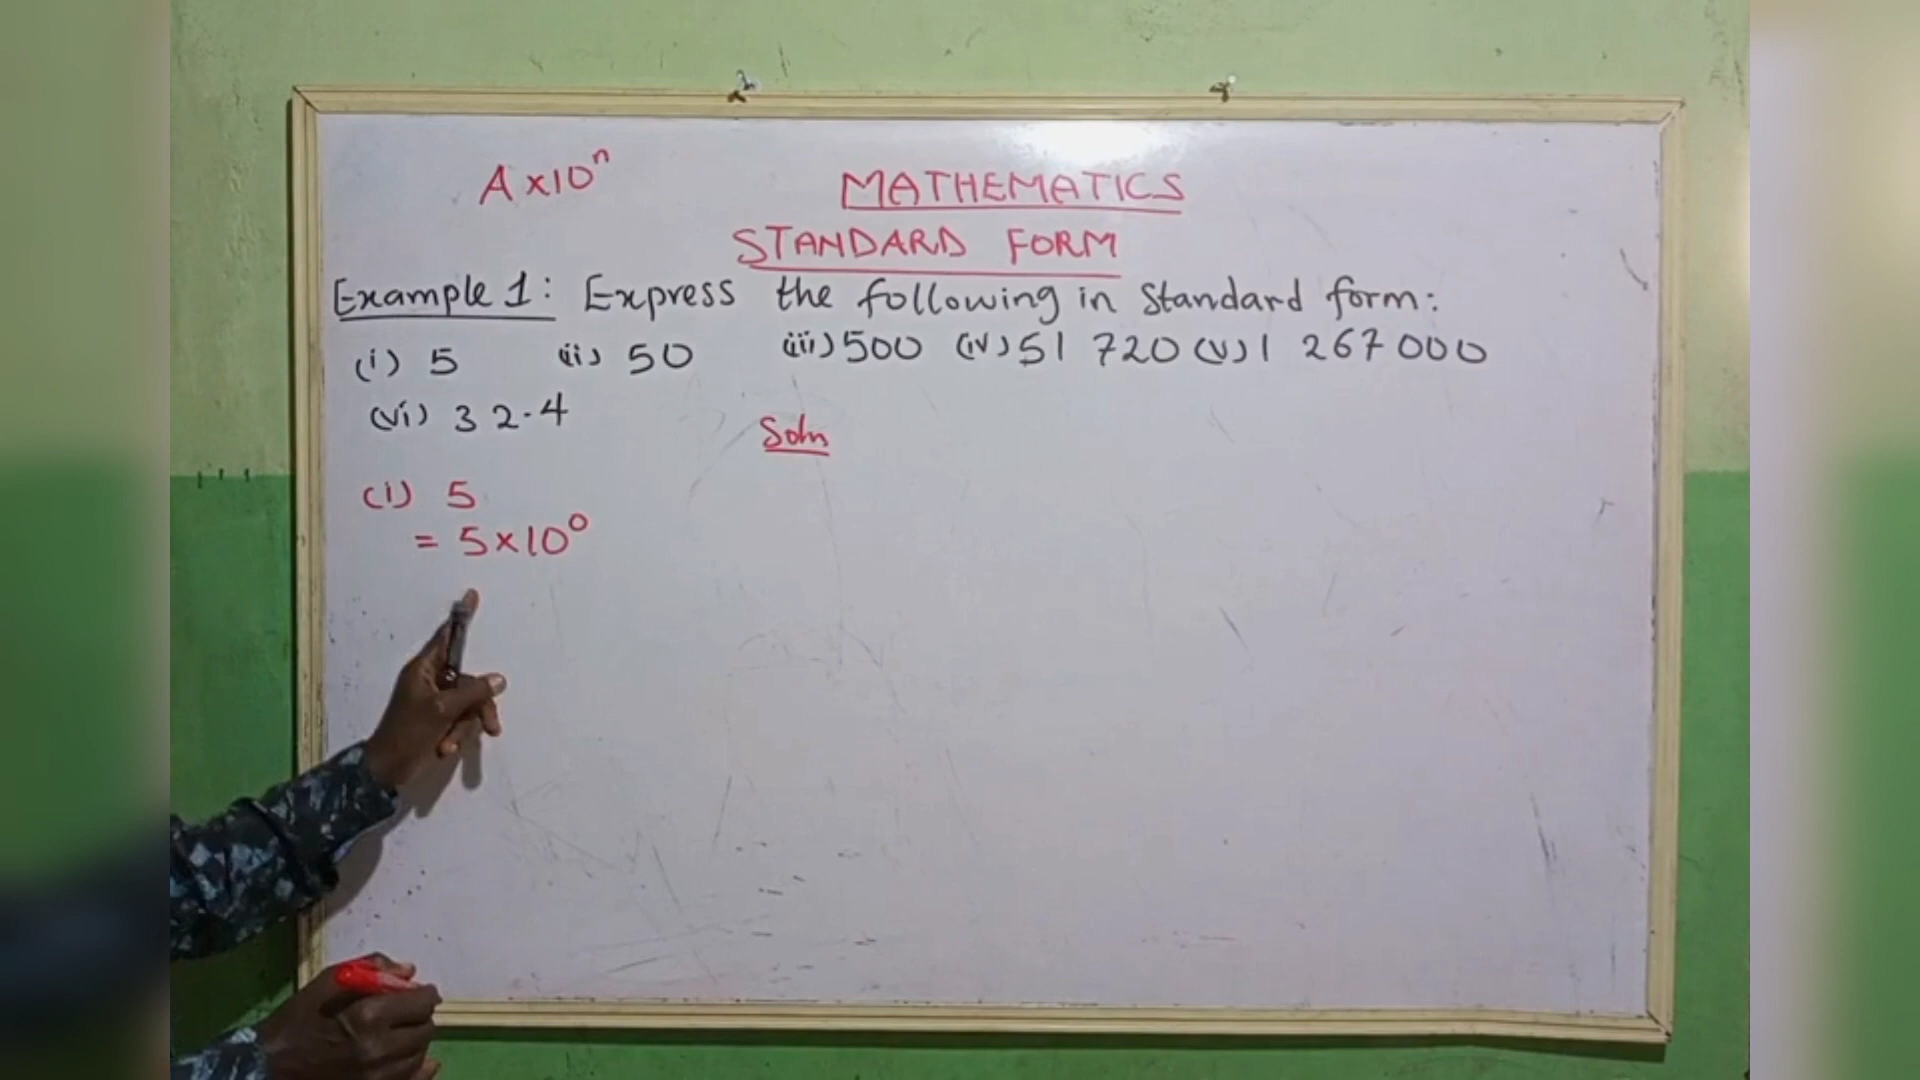 A×10ⁿ MATHEMATICS
STANDARD FORM
Example 1: Express the following in Standard form:
(i) 5 (ii) 50 (iii) 500 (iv) 51 720 (v) 1 267 000
(vi) 32.4
Soln
(i) 5
= 5×10⁰